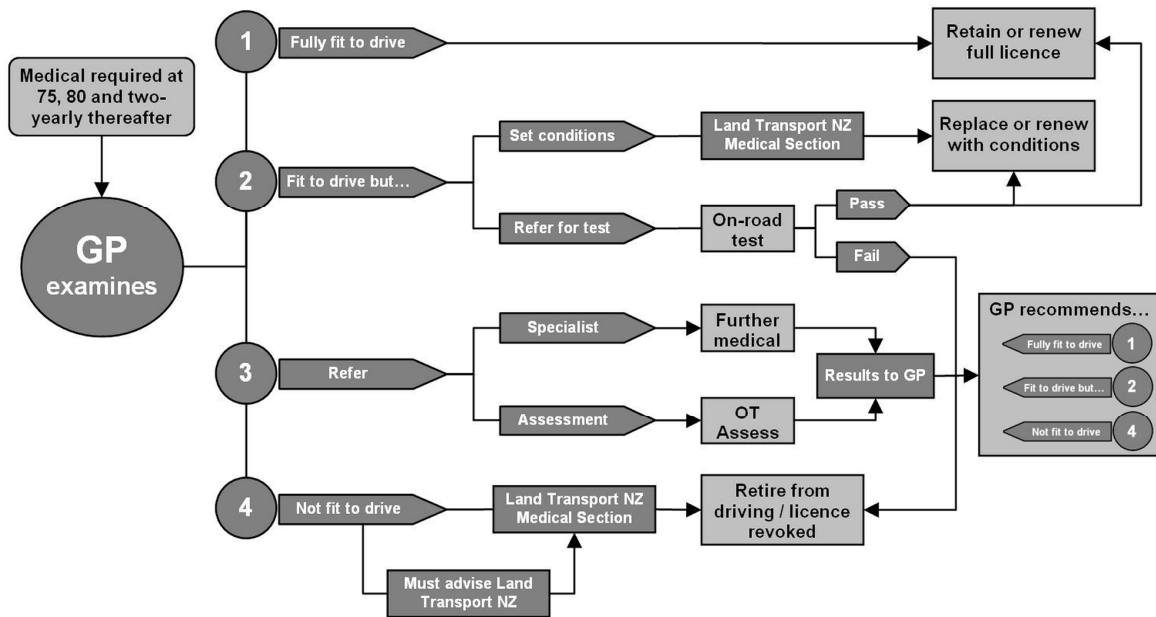 Medical required at
75, 80 and two-
yearly thereafter
GP
examines
1
Fully fit to drive
Retain or renew
full licence
2
Fit to drive but...
Set conditions
Land Transport NZ
Medical Section
Replace or renew
with conditions
Refer for test
On-road
test
Pass
Fail
3
Refer
Specialist
Further
medical
Assessment
OT
Assess
Results to GP
GP recommends...
Fully fit to drive
1
Fit to drive but...
2
Not fit to drive
4
4
Not fit to drive
Land Transport NZ
Medical Section
Retire from
driving / licence
revoked
Must advise Land
Transport NZ